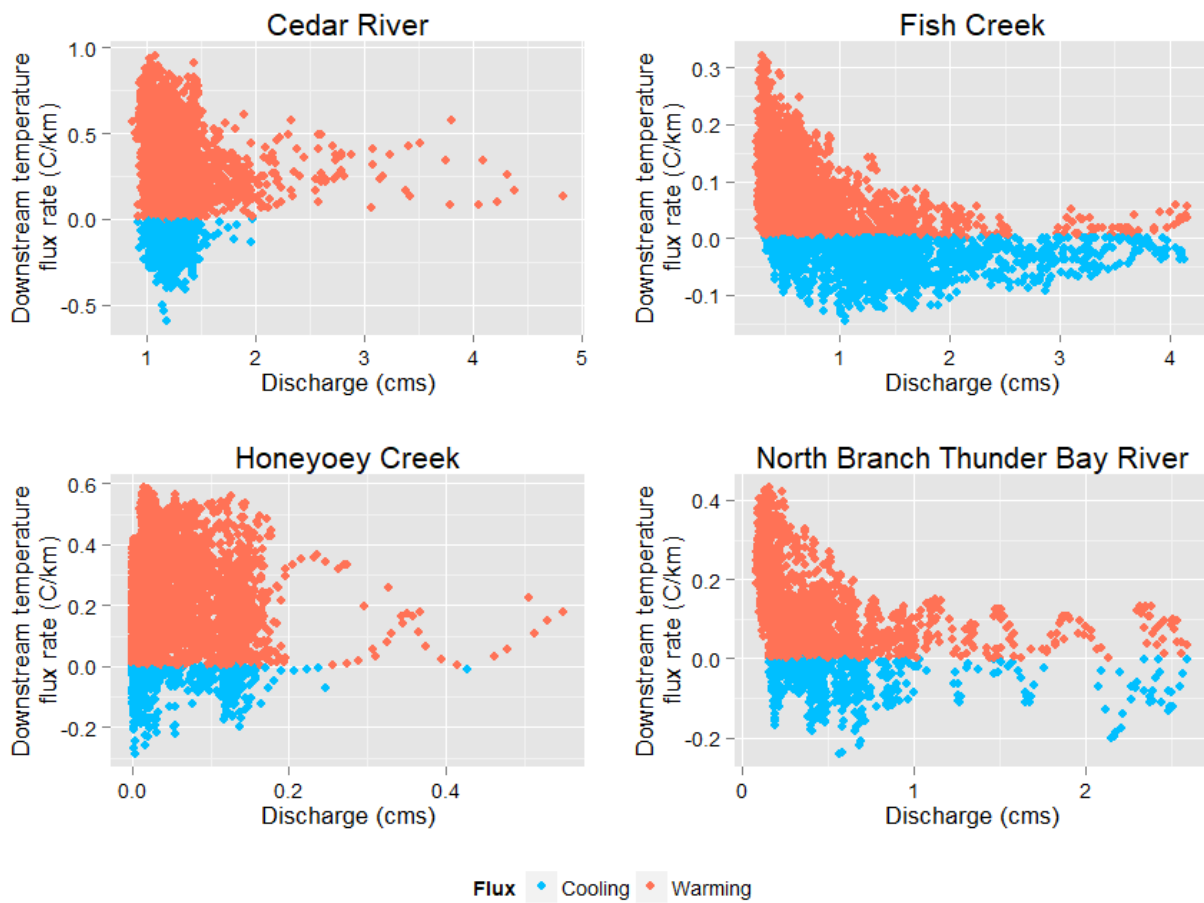 Cedar River
Downstream temperature
flux rate (C/km)
1.0
0.5
0.0
-0.5
1 2 3 4 5
Discharge (cms)
Fish Creek
Downstream temperature
flux rate (C/km)
0.3
0.2
0.1
0.0
-0.1
1 2 3 4
Discharge (cms)
Honeyoey Creek
Downstream temperature
flux rate (C/km)
0.6
0.4
0.2
0.0
-0.2
0.0 0.2 0.4
Discharge (cms)
North Branch Thunder Bay River
Downstream temperature
flux rate (C/km)
0.4
0.2
0.0
-0.2
0 1 2
Discharge (cms)
Flux Cooling Warming